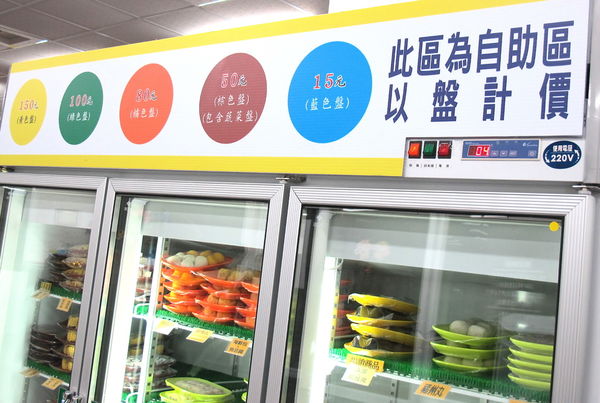 150元
(黃色盤)
100元
(綠色盤)
80元
(橘色盤)
50元
(棕色盤)
(包含蔬菜盤)
15元
(藍色盤)
此區為自助區
以盤計價
04
使用電壓
220V